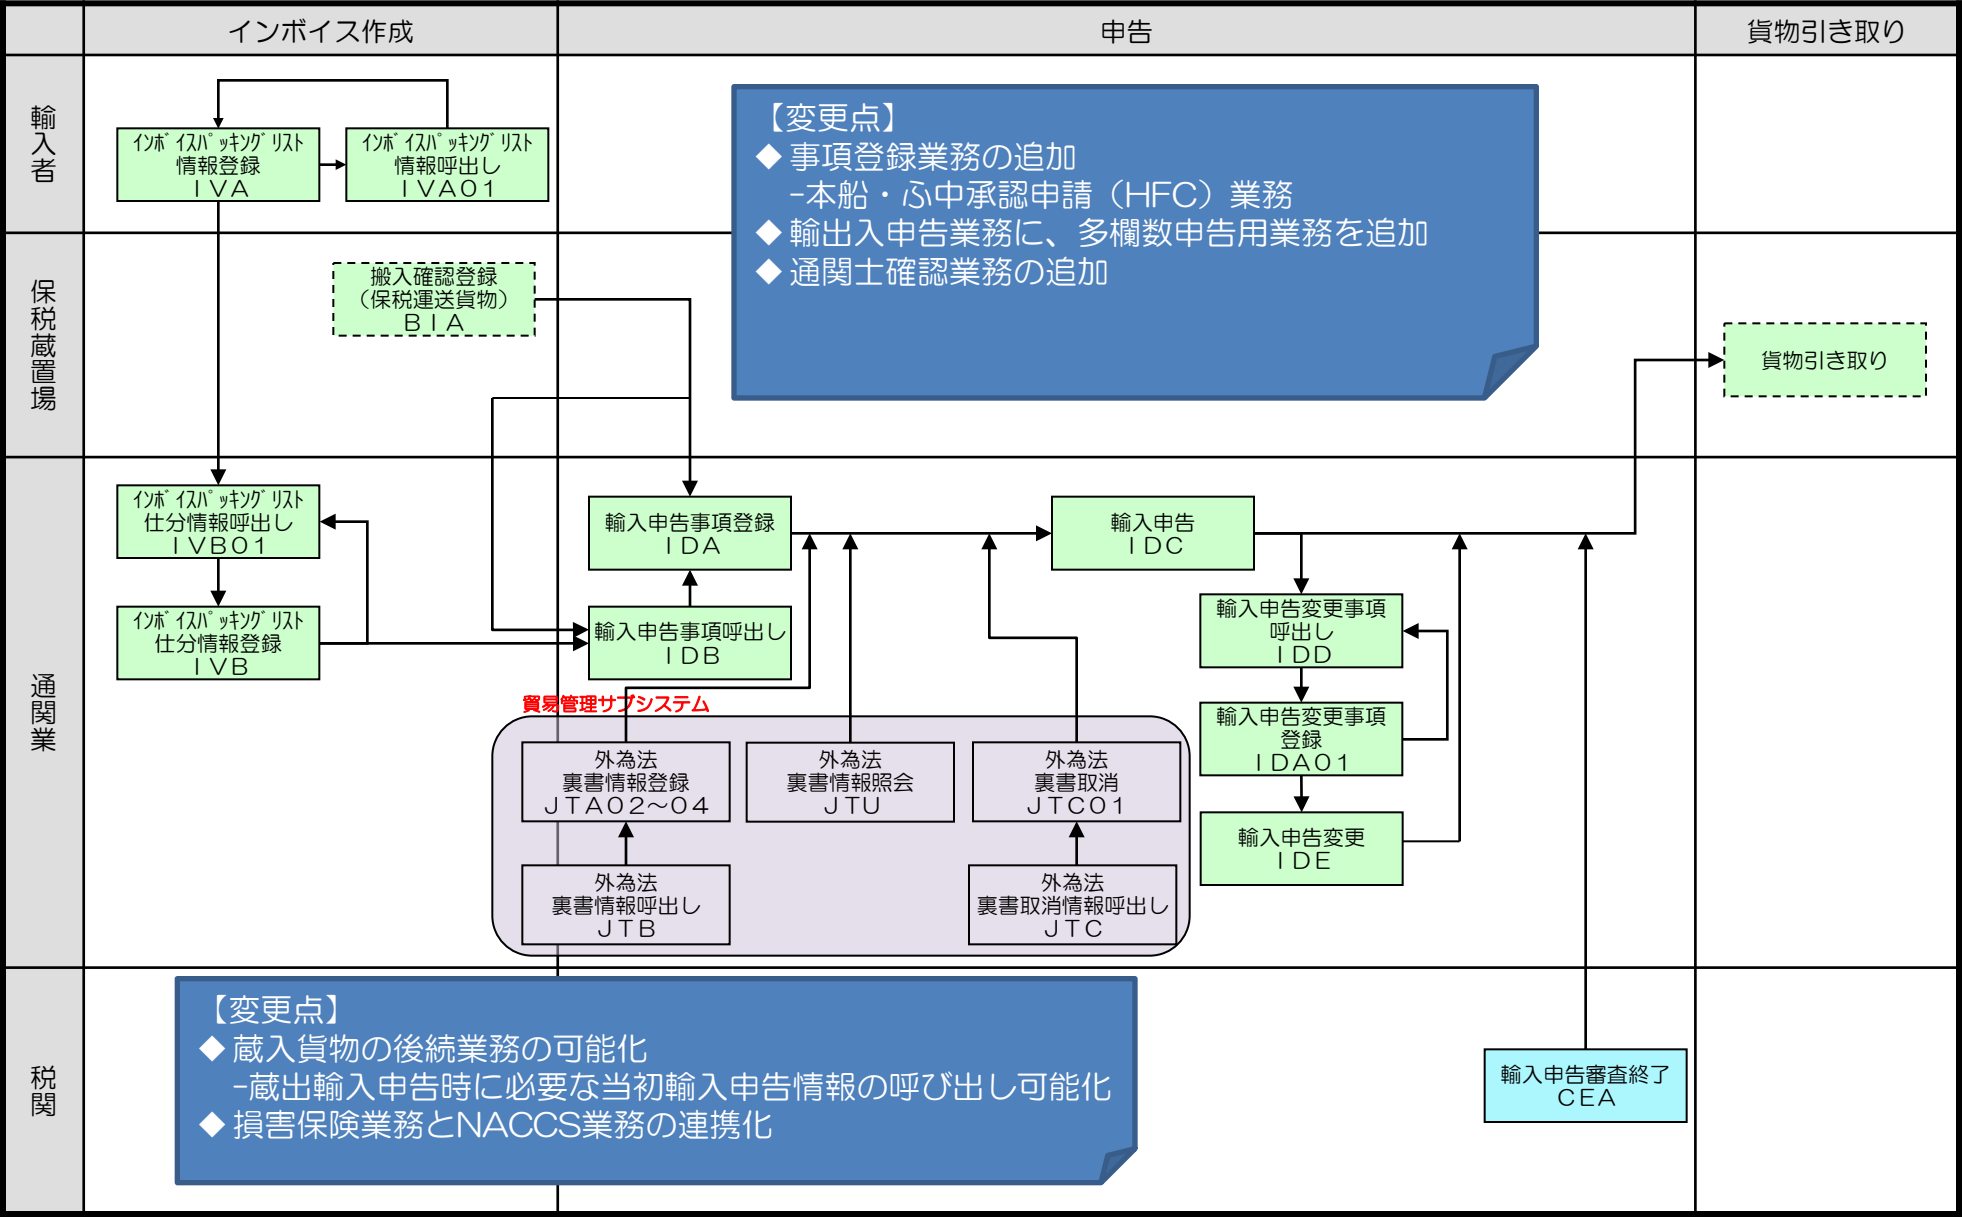 インボイス作成
申告
貨物引き取り
輸入者
ｲﾝﾎﾞｲｽﾊﾟｯｷﾝｸﾞﾘｽﾄ
情報登録
ＩＶＡ
ｲﾝﾎﾞｲｽﾊﾟｯｷﾝｸﾞﾘｽﾄ
情報呼出し
ＩＶＡ０１
【変更点】
◆ 事項登録業務の追加
-本船・ふ中承認申請（HFC）業務
◆ 輸出入申告業務に、多欄数申告用業務を追加
◆ 通関士確認業務の追加
保税蔵置場
搬入確認登録
（保税運送貨物）
ＢＩＡ
貨物引き取り
通関業
ｲﾝﾎﾞｲｽﾊﾟｯｷﾝｸﾞﾘｽﾄ
仕分情報呼出し
ＩＶＢ０１
ｲﾝﾎﾞｲｽﾊﾟｯｷﾝｸﾞﾘｽﾄ
仕分情報登録
ＩＶＢ
輸入申告事項登録
ＩＤＡ
輸入申告事項呼出し
ＩＤＢ
輸入申告
ＩＤＣ
輸入申告変更事項
呼出し
ＩＤＤ
輸入申告変更事項
登録
ＩＤＡ０１
輸入申告変更
ＩＤＥ
貿易管理サブシステム
外為法
裏書情報登録
ＪＴＡ０２～０４
外為法
裏書情報照会
ＪＴＵ
外為法
裏書取消
ＪＴＣ０１
外為法
裏書情報呼出し
ＪＴＢ
外為法
裏書取消情報呼出し
ＪＴＣ
税関
【変更点】
◆ 蔵入貨物の後続業務の可能化
-蔵出輸入申告時に必要な当初輸入申告情報の呼び出し可能化
◆ 損害保険業務とNACCS業務の連携化
輸入申告審査終了
ＣＥＡ